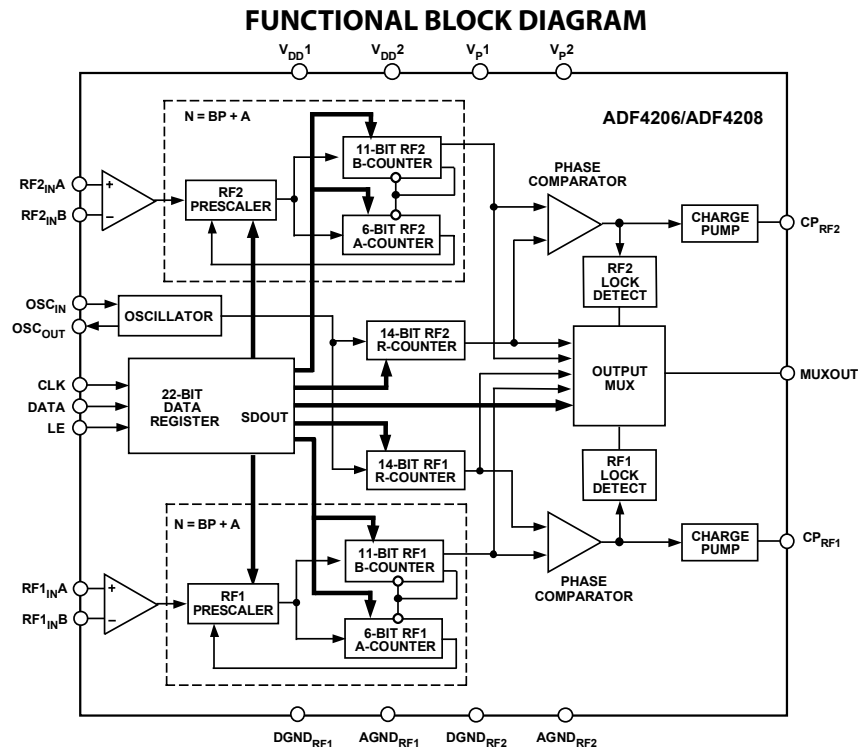 FUNCTIONAL BLOCK DIAGRAM
VDD1
VDD2
VP1
VP2
N = BP + A
ADF4206/ADF4208
11-BIT RF2
B-COUNTER
PHASE
COMPARATOR
RF2INA
+
RF2INB
–
RF2
PRESCALER
6-BIT RF2
A-COUNTER
CHARGE
PUMP
CPRF2
RF2
LOCK
DETECT
OSCIN
OSCOUT
OSCILLATOR
14-BIT RF2
R-COUNTER
OUTPUT
MUX
MUXOUT
CLK
DATA
LE
22-BIT
DATA
REGISTER
SDOUT
14-BIT RF1
R-COUNTER
RF1
LOCK
DETECT
N = BP + A
11-BIT RF1
B-COUNTER
CHARGE
PUMP
CPRF1
PHASE
COMPARATOR
RF1INA
+
RF1INB
–
RF1
PRESCALER
6-BIT RF1
A-COUNTER
DGNDRF1
AGNDRF1
DGNDRF2
AGNDRF2